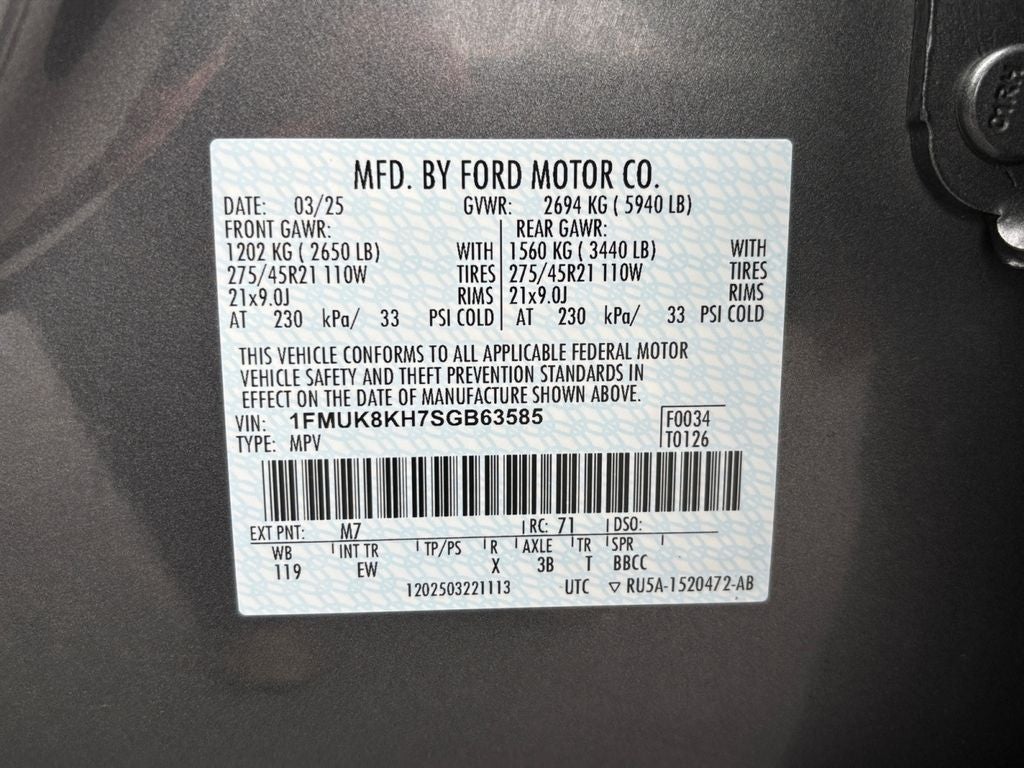 MFD. BY FORD MOTOR CO.
DATE: 03/25 GVWR: 2694 KG ( 5940 LB)
FRONT GAWR: REAR GAWR:
1202 KG ( 2650 LB) WITH 1560 KG ( 3440 LB) WITH
275/45R21 110W TIRES 275/45R21 110W TIRES
21x9.0J RIMS 21x9.0J RIMS
AT 230 kPa/ 33 PSI COLD AT 230 kPa/ 33 PSI COLD
THIS VEHICLE CONFORMS TO ALL APPLICABLE FEDERAL MOTOR
VEHICLE SAFETY AND THEFT PREVENTION STANDARDS IN
EFFECT ON THE DATE OF MANUFACTURE SHOWN ABOVE.
VIN: 1FMUK8KH7SGB63585 F0034
TYPE: MPV T0126
EXT PNT: M7 RC: 71 DSO:
WB INT TR TP/PS R AXLE TR SPR
119 EW X 3B T BBCC
1202503221113 UTC ▽ RU5A-1520472-AB